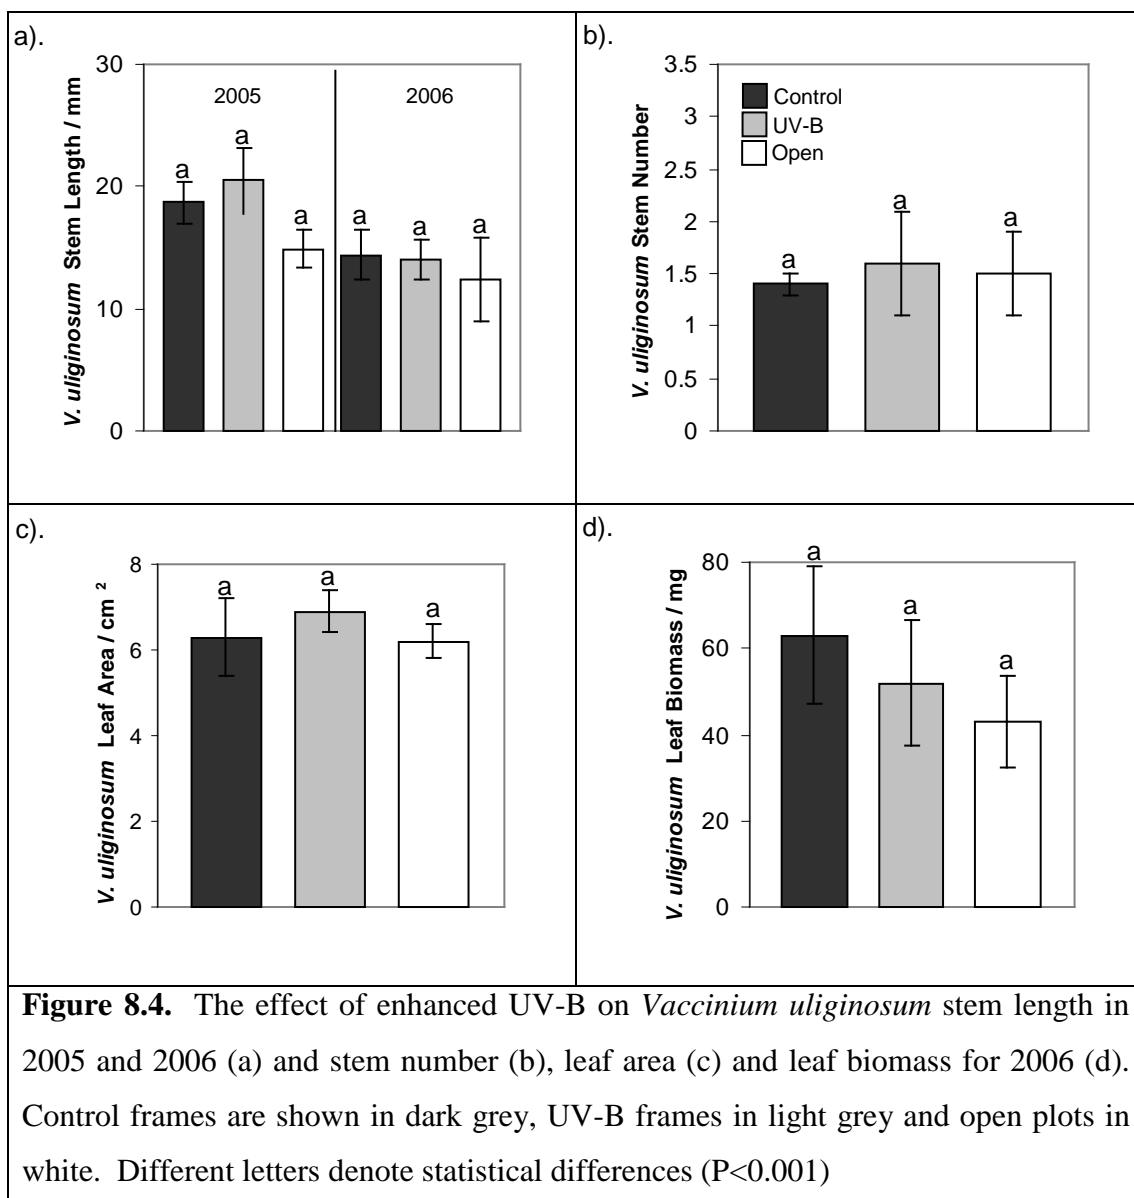 a).
V. uliginosum Stem Length / mm
30
20
10
0
2005
2006
a
a
a
a
a
a
b).
V. uliginosum Stem Number
3.5
3
2.5
2
1.5
1
0.5
0
Control
UV-B
Open
a
a
a
c).
V. uliginosum Leaf Area / cm ²
8
6
4
2
0
a
a
a
d).
V. uliginosum Leaf Biomass / mg
80
60
40
20
0
a
a
a
Figure 8.4. The effect of enhanced UV-B on Vaccinium uliginosum stem length in
2005 and 2006 (a) and stem number (b), leaf area (c) and leaf biomass for 2006 (d).
Control frames are shown in dark grey, UV-B frames in light grey and open plots in
white. Different letters denote statistical differences (P<0.001)